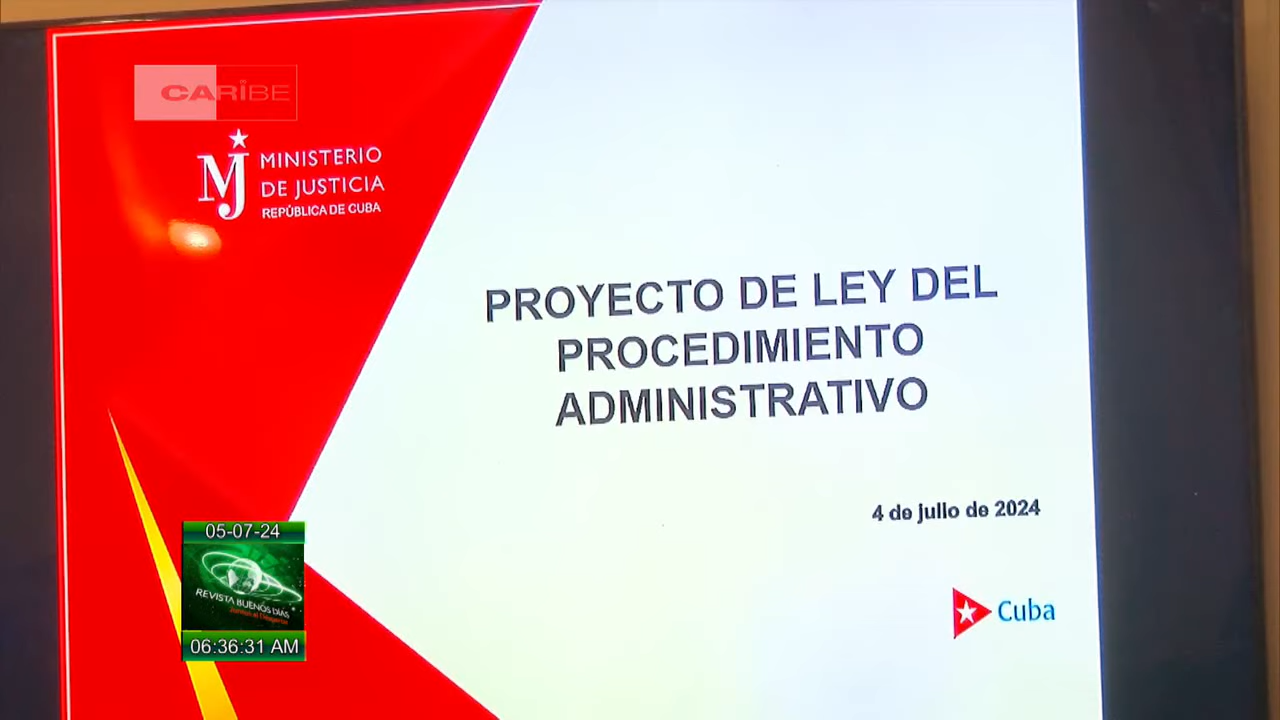 CARIBE
MJ
MINISTERIO
DE JUSTICIA
REPÚBLICA DE CUBA
PROYECTO DE LEY DEL
PROCEDIMIENTO
ADMINISTRATIVO
4 de julio de 2024
Cuba
05-07-24
REVISTA BUENOS DÍAS
06:36:31 AM